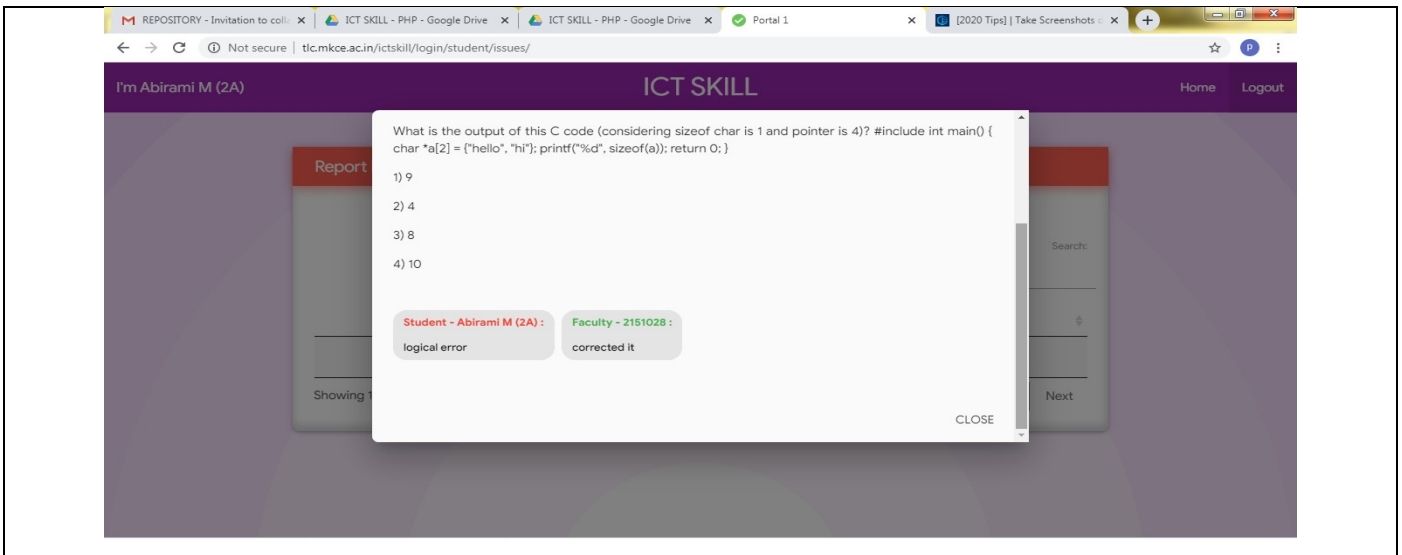 REPOSITORY - Invitation to coll
ICT SKILL - PHP - Google Drive
ICT SKILL - PHP - Google Drive
Portal 1
[2020 Tips] | Take Screenshots o
Not secure | tlc.mkce.ac.in/ictskill/login/student/issues/
P
I'm Abirami M (2A)
ICT SKILL
Home
Logout
Report
What is the output of this C code (considering sizeof char is 1 and pointer is 4)? #include int main() {
char *a[2] = {"hello", "hi"}; printf("%d", sizeof(a)); return 0; }
1) 9
2) 4
3) 8
4) 10
Search:
Student - Abirami M (2A) :
logical error
Faculty - 2151028 :
corrected it
Showing 1
Next
CLOSE